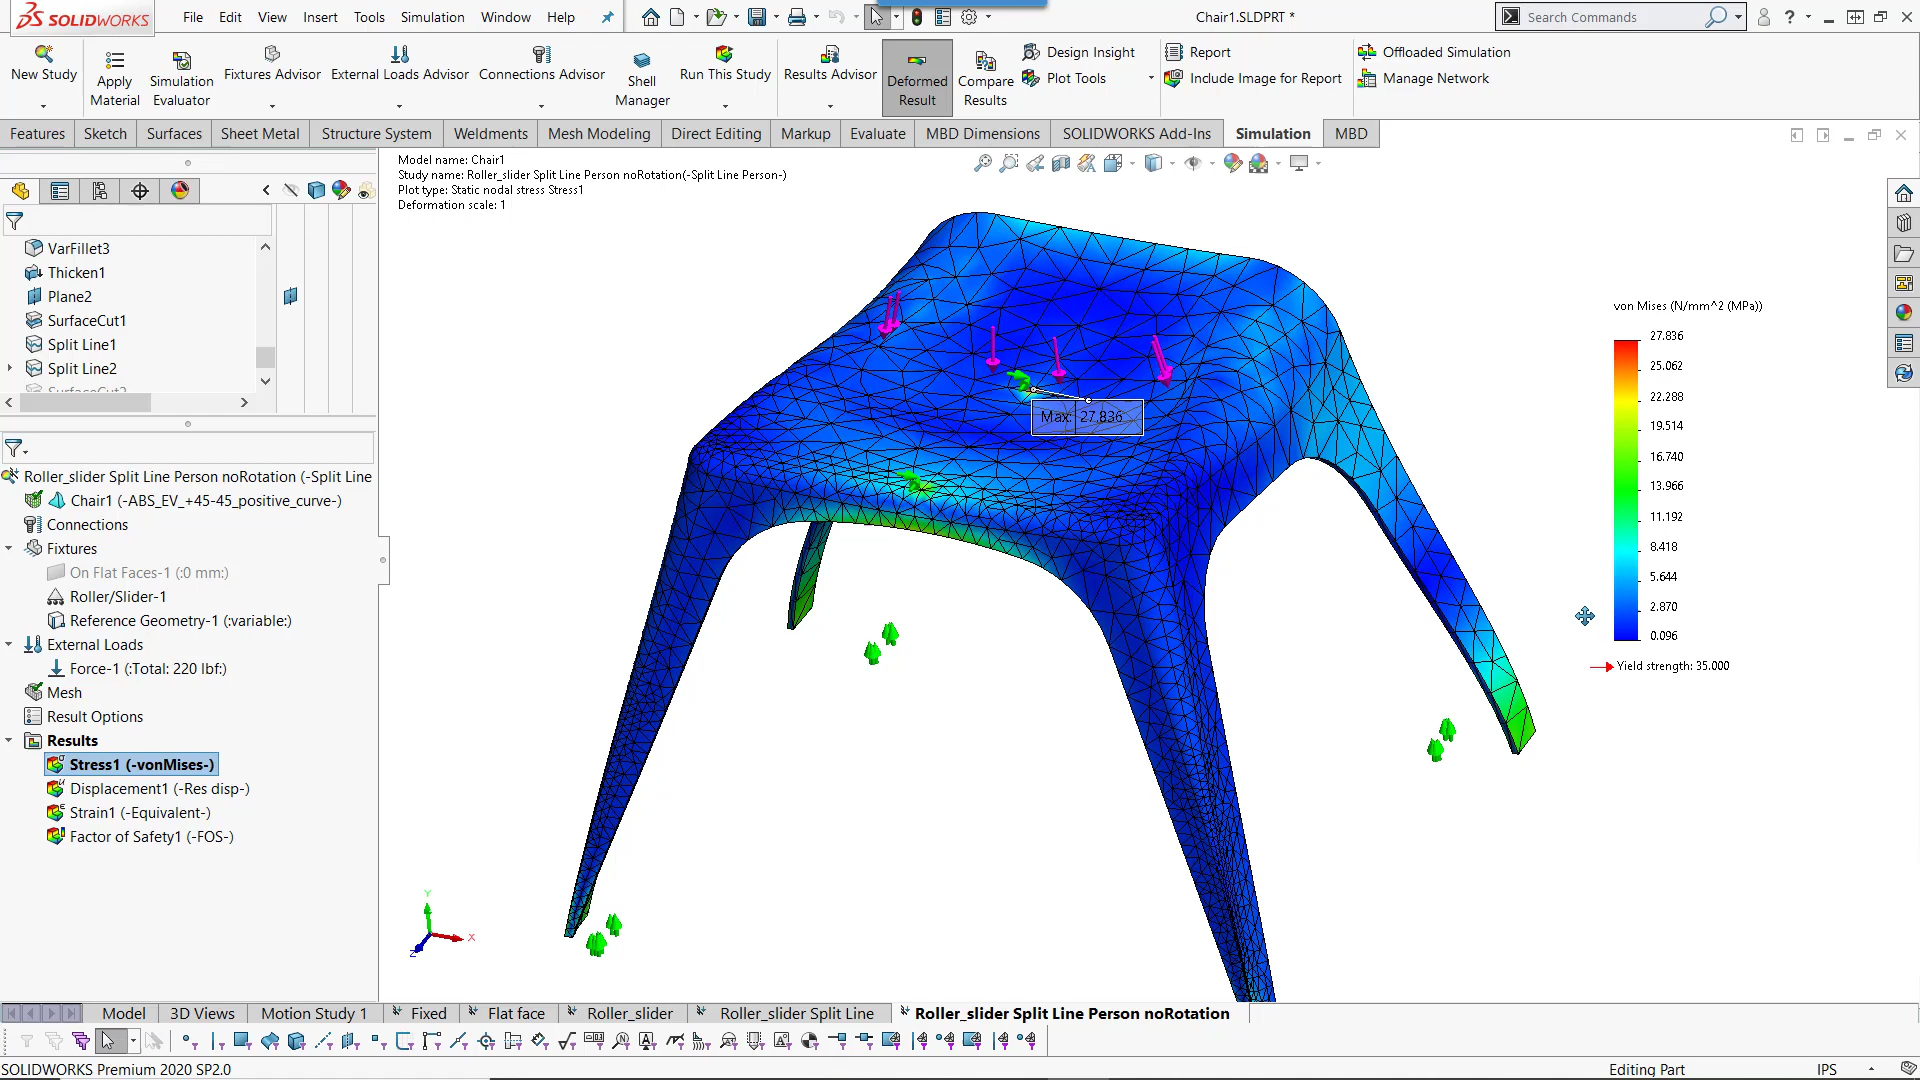 SOLIDWORKS
File Edit View Insert Tools Simulation Window Help
Chair1.SLDPRT *
Search Commands
New Study
Apply Material
Simulation Evaluator
Fixtures Advisor
External Loads Advisor
Connections Advisor
Shell Manager
Run This Study
Results Advisor
Deformed Result
Compare Results
Design Insight
Plot Tools
Report
Include Image for Report
Offloaded Simulation
Manage Network
Features Sketch Surfaces Sheet Metal Structure System Weldments Mesh Modeling Direct Editing Markup Evaluate MBD Dimensions SOLIDWORKS Add-Ins Simulation MBD
VarFillet3
Thicken1
Plane2
SurfaceCut1
Split Line1
Split Line2
SurfaceCut2
Roller_slider Split Line Person noRotation (-Split Line
Chair1 (-ABS_EV_+45-45_positive_curve-)
Connections
Fixtures
On Flat Faces-1 (:0 mm:)
Roller/Slider-1
Reference Geometry-1 (:variable:)
External Loads
Force-1 (:Total: 220 lbf:)
Mesh
Result Options
Results
Stress1 (-vonMises-)
Displacement1 (-Res disp-)
Strain1 (-Equivalent-)
Factor of Safety1 (-FOS-)
Model name: Chair1
Study name: Roller_slider Split Line Person noRotation(-Split Line Person-)
Plot type: Static nodal stress Stress1
Deformation scale: 1
Max: 27.836
von Mises (N/mm^2 (MPa))
27.836
25.062
22.288
19.514
16.740
13.966
11.192
8.418
5.644
2.870
0.096
Yield strength: 35.000
Y
X
Z
Model 3D Views Motion Study 1 Fixed Flat face Roller_slider Roller_slider Split Line Roller_slider Split Line Person noRotation
SOLIDWORKS Premium 2020 SP2.0
Editing Part
IPS